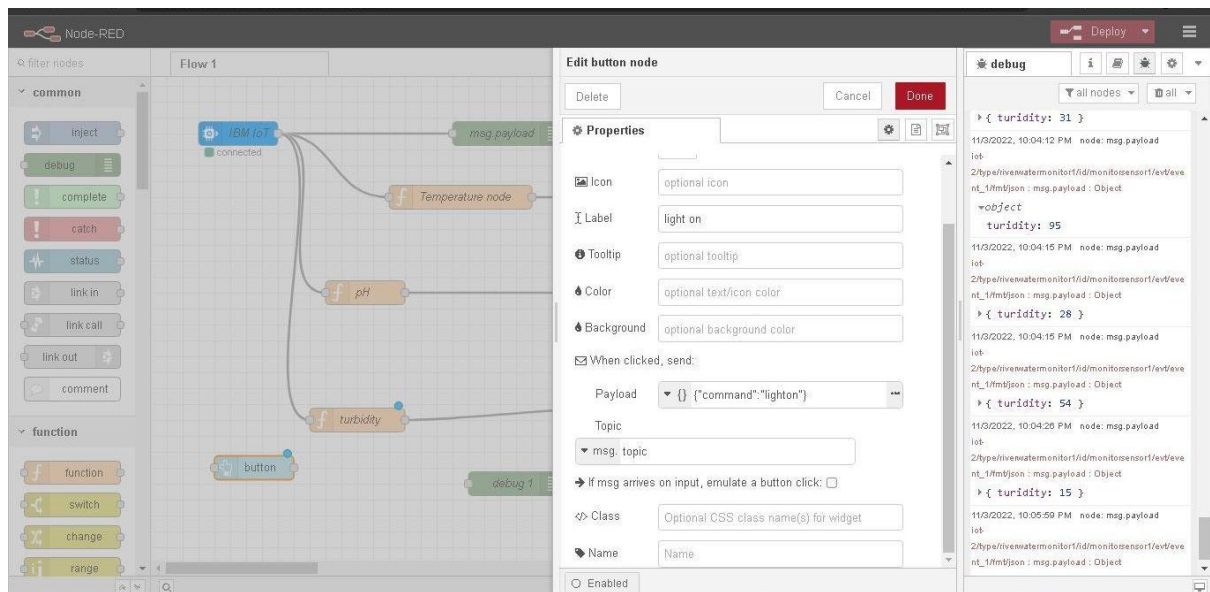 Node-RED
Deploy
filter nodes
common
inject
debug
complete
catch
status
link in
link call
link out
comment
function
function
switch
change
range
Flow 1
IBM IoT
connected
msg.payload
Temperature node
pH
turbidity
button
debug 1
Edit button node
Delete
Cancel
Done
Properties
Icon
optional icon
Label
light on
Tooltip
optional tooltip
Color
optional text/icon color
Background
optional background color
When clicked, send:
Payload
{} {"command":"lighton"}
Topic
msg. topic
If msg arrives on input, emulate a button click:
Class
Optional CSS class name(s) for widget
Name
Name
Enabled
debug
i
all nodes
all
{ turidity: 31 }
11/3/2022, 10:04:12 PM node: msg.payload
iot-
2/type/riverwatermonitor1/id/monitorsensor1/evt/eve
nt_1/fmt/json : msg.payload : Object
object
turidity: 95
11/3/2022, 10:04:15 PM node: msg.payload
iot-
2/type/riverwatermonitor1/id/monitorsensor1/evt/eve
nt_1/fmt/json : msg.payload : Object
{ turidity: 28 }
11/3/2022, 10:04:15 PM node: msg.payload
iot-
2/type/riverwatermonitor1/id/monitorsensor1/evt/eve
nt_1/fmt/json : msg.payload : Object
{ turidity: 54 }
11/3/2022, 10:04:26 PM node: msg.payload
iot-
2/type/riverwatermonitor1/id/monitorsensor1/evt/eve
nt_1/fmt/json : msg.payload : Object
{ turidity: 15 }
11/3/2022, 10:05:59 PM node: msg.payload
iot-
2/type/riverwatermonitor1/id/monitorsensor1/evt/eve
nt_1/fmt/json : msg.payload : Object